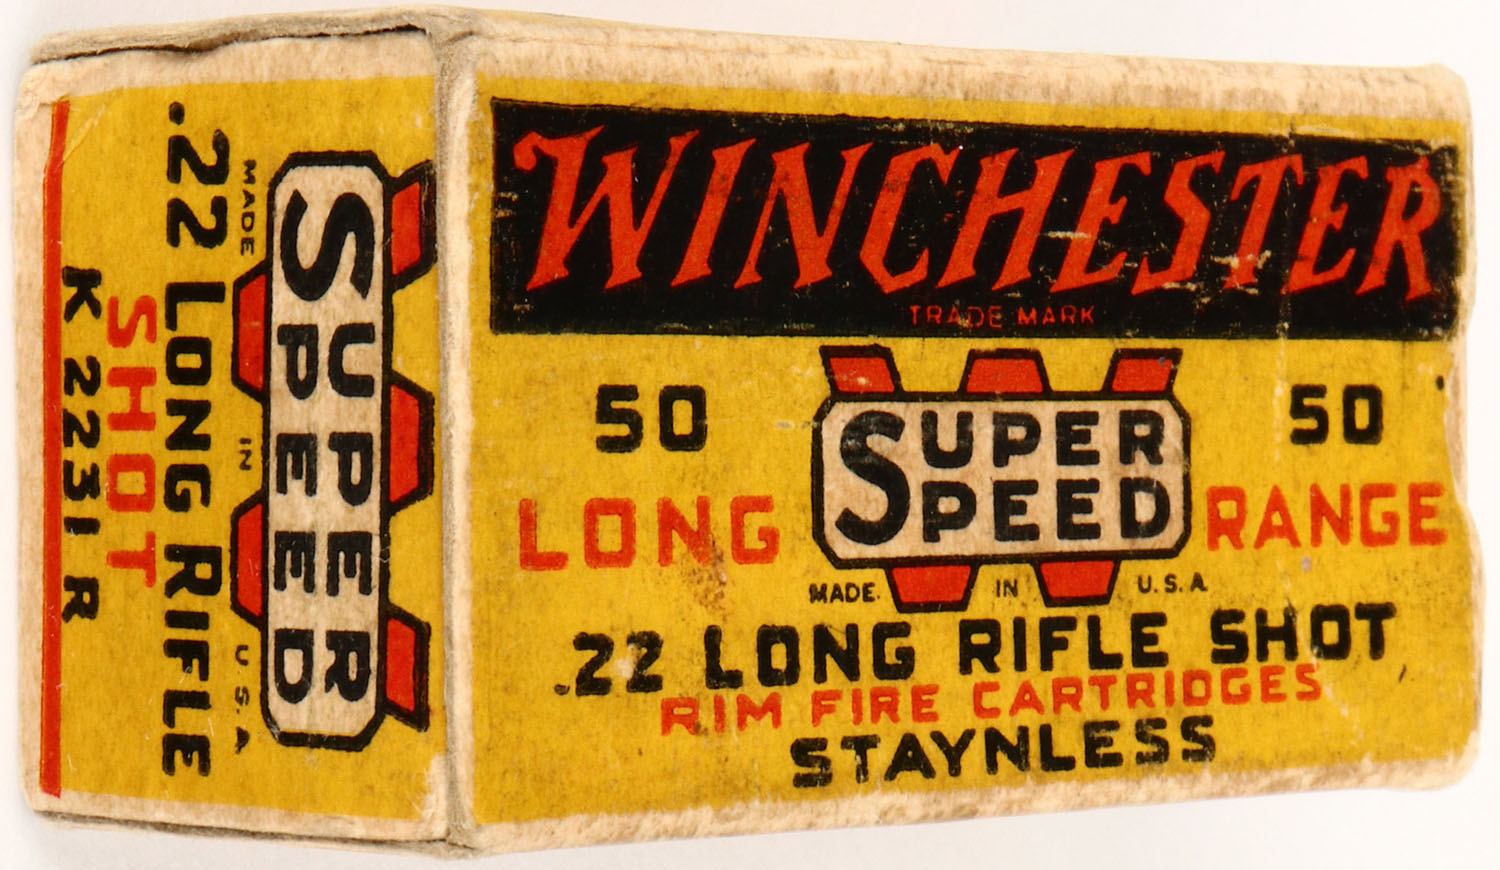 WINCHESTER
TRADE MARK
50 SUPER SPEED 50
LONG RANGE
MADE IN U.S.A.
.22 LONG RIFLE SHOT
RIM FIRE CARTRIDGES
STAYNLESS
SUPER
SPEED
MADE IN U.S.A
.22 LONG RIFLE
SHOT
K 2231 R